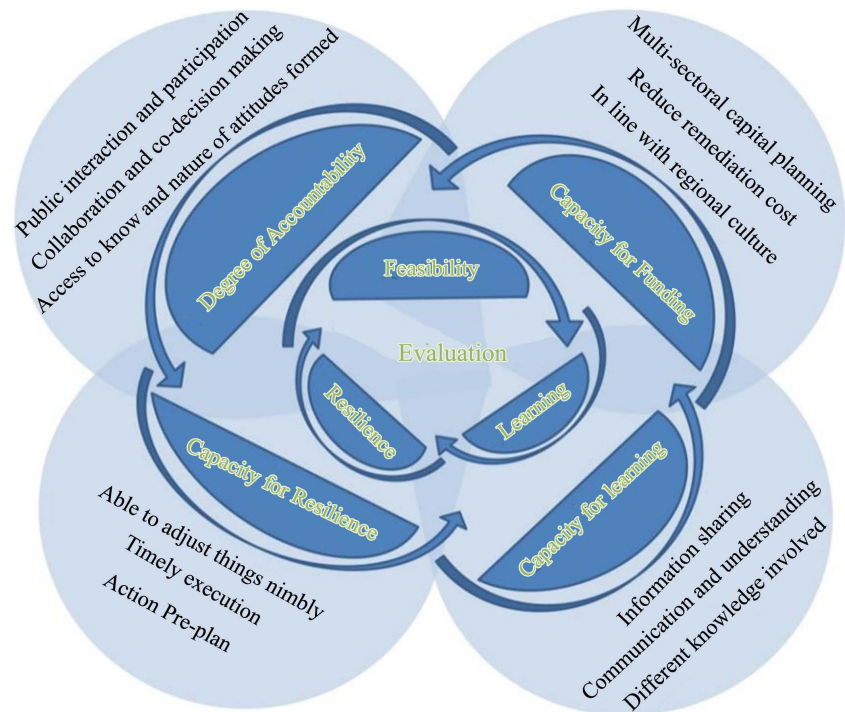 Public interaction and participation
Collaboration and co-decision making
Access to know and nature of attitudes formed
Degree of Accountability
Multi-sectoral capital planning
Reduce remediation cost
In line with regional culture
Capacity for Funding
Feasibility
Evaluation
Resilience
Learning
Capacity for Resilience
Able to adjust things nimbly
Timely execution
Action Pre-plan
Capacity for learning
Information sharing
Communication and understanding
Different knowledge involved